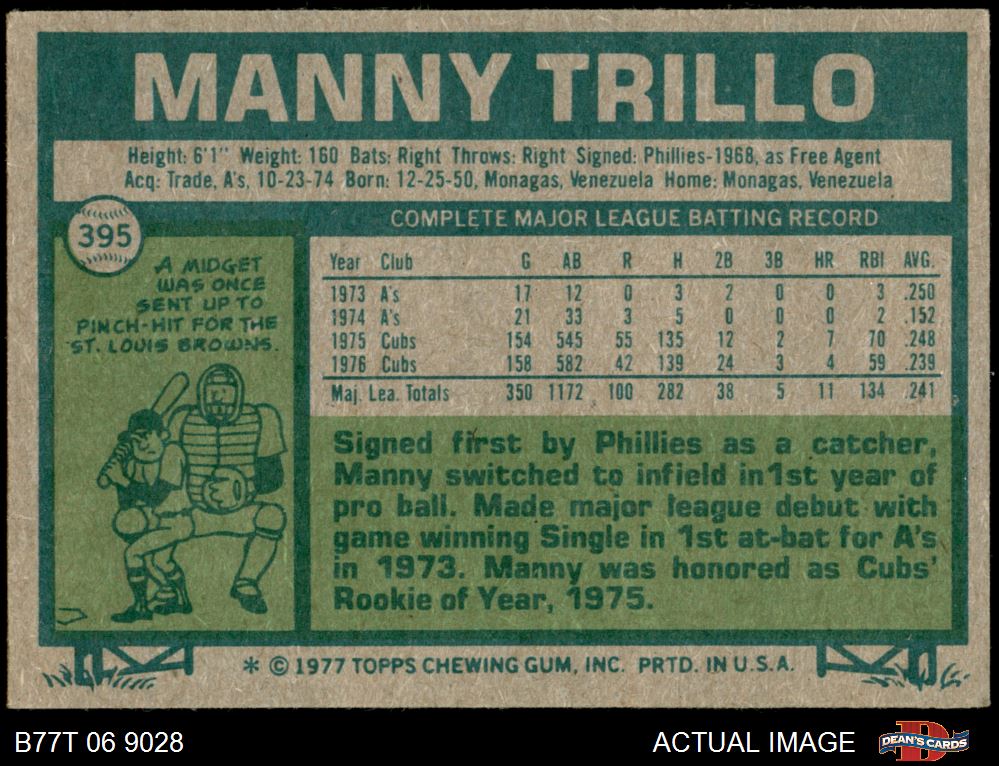 MANNY TRILLO
Height: 6'1" Weight: 160 Bats: Right Throws: Right Signed: Phillies-1968, as Free Agent
Acq: Trade, A's, 10-23-74 Born: 12-25-50, Monagas, Venezuela Home: Monagas, Venezuela
395
A MIDGET
WAS ONCE
SENT UP TO
PINCH-HIT FOR THE
ST. LOUIS BROWNS.
COMPLETE MAJOR LEAGUE BATTING RECORD
Year Club G AB R H 2B 3B HR RBI AVG.
1973 A's 17 12 0 3 2 0 0 3 .250
1974 A's 21 33 3 5 0 0 0 2 .152
1975 Cubs 154 545 55 135 12 2 7 70 .248
1976 Cubs 158 582 42 139 24 3 4 59 .239
Maj. Lea. Totals 350 1172 100 282 38 5 11 134 .241
Signed first by Phillies as a catcher,
Manny switched to infield in 1st year of
pro ball. Made major league debut with
game winning Single in 1st at-bat for A's
in 1973. Manny was honored as Cubs'
Rookie of Year, 1975.
* © 1977 TOPPS CHEWING GUM, INC. PRTD. IN U.S.A.
B77T 06 9028
ACTUAL IMAGE
DEAN'S CARDS